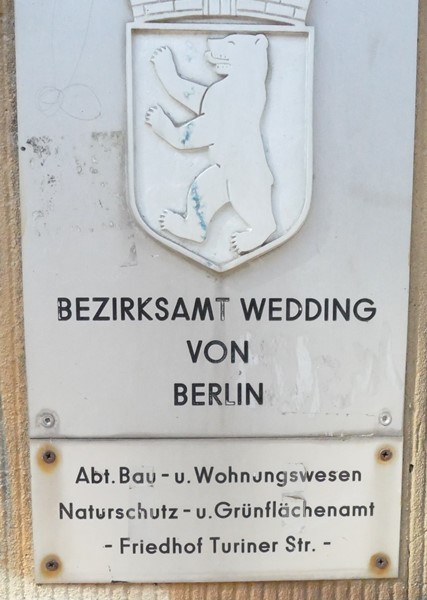 BEZIRKSAMT WEDDING
VON
BERLIN
Abt. Bau - u. Wohnungswesen
Naturschutz - u. Grünflächenamt
- Friedhof Turiner Str. -